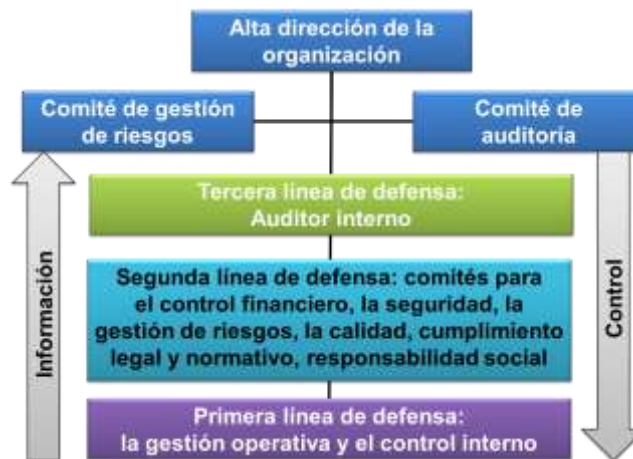 Alta dirección de la
organización
Comité de gestión
de riesgos
Comité de
auditoría
Tercera línea de defensa:
Auditor interno
Segunda línea de defensa: comités para
el control financiero, la seguridad, la
gestión de riesgos, la calidad, cumplimiento
legal y normativo, responsabilidad social
Primera línea de defensa:
la gestión operativa y el control interno
Información
Control